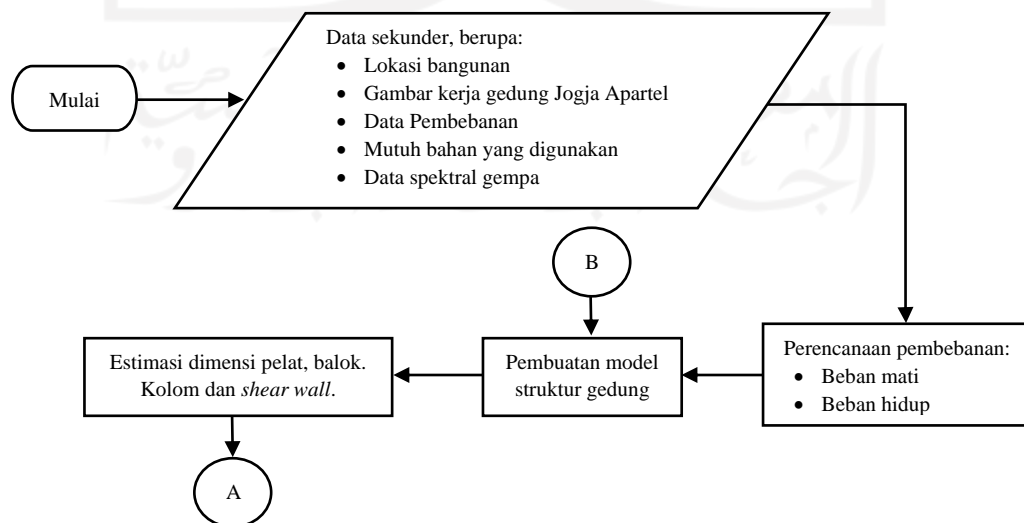 Mulai
Data sekunder, berupa:
• Lokasi bangunan
• Gambar kerja gedung Jogja Apartel
• Data Pembebanan
• Mutuh bahan yang digunakan
• Data spektral gempa
B
Perencanaan pembebanan:
• Beban mati
• Beban hidup
Pembuatan model
struktur gedung
Estimasi dimensi pelat, balok.
Kolom dan shear wall.
A